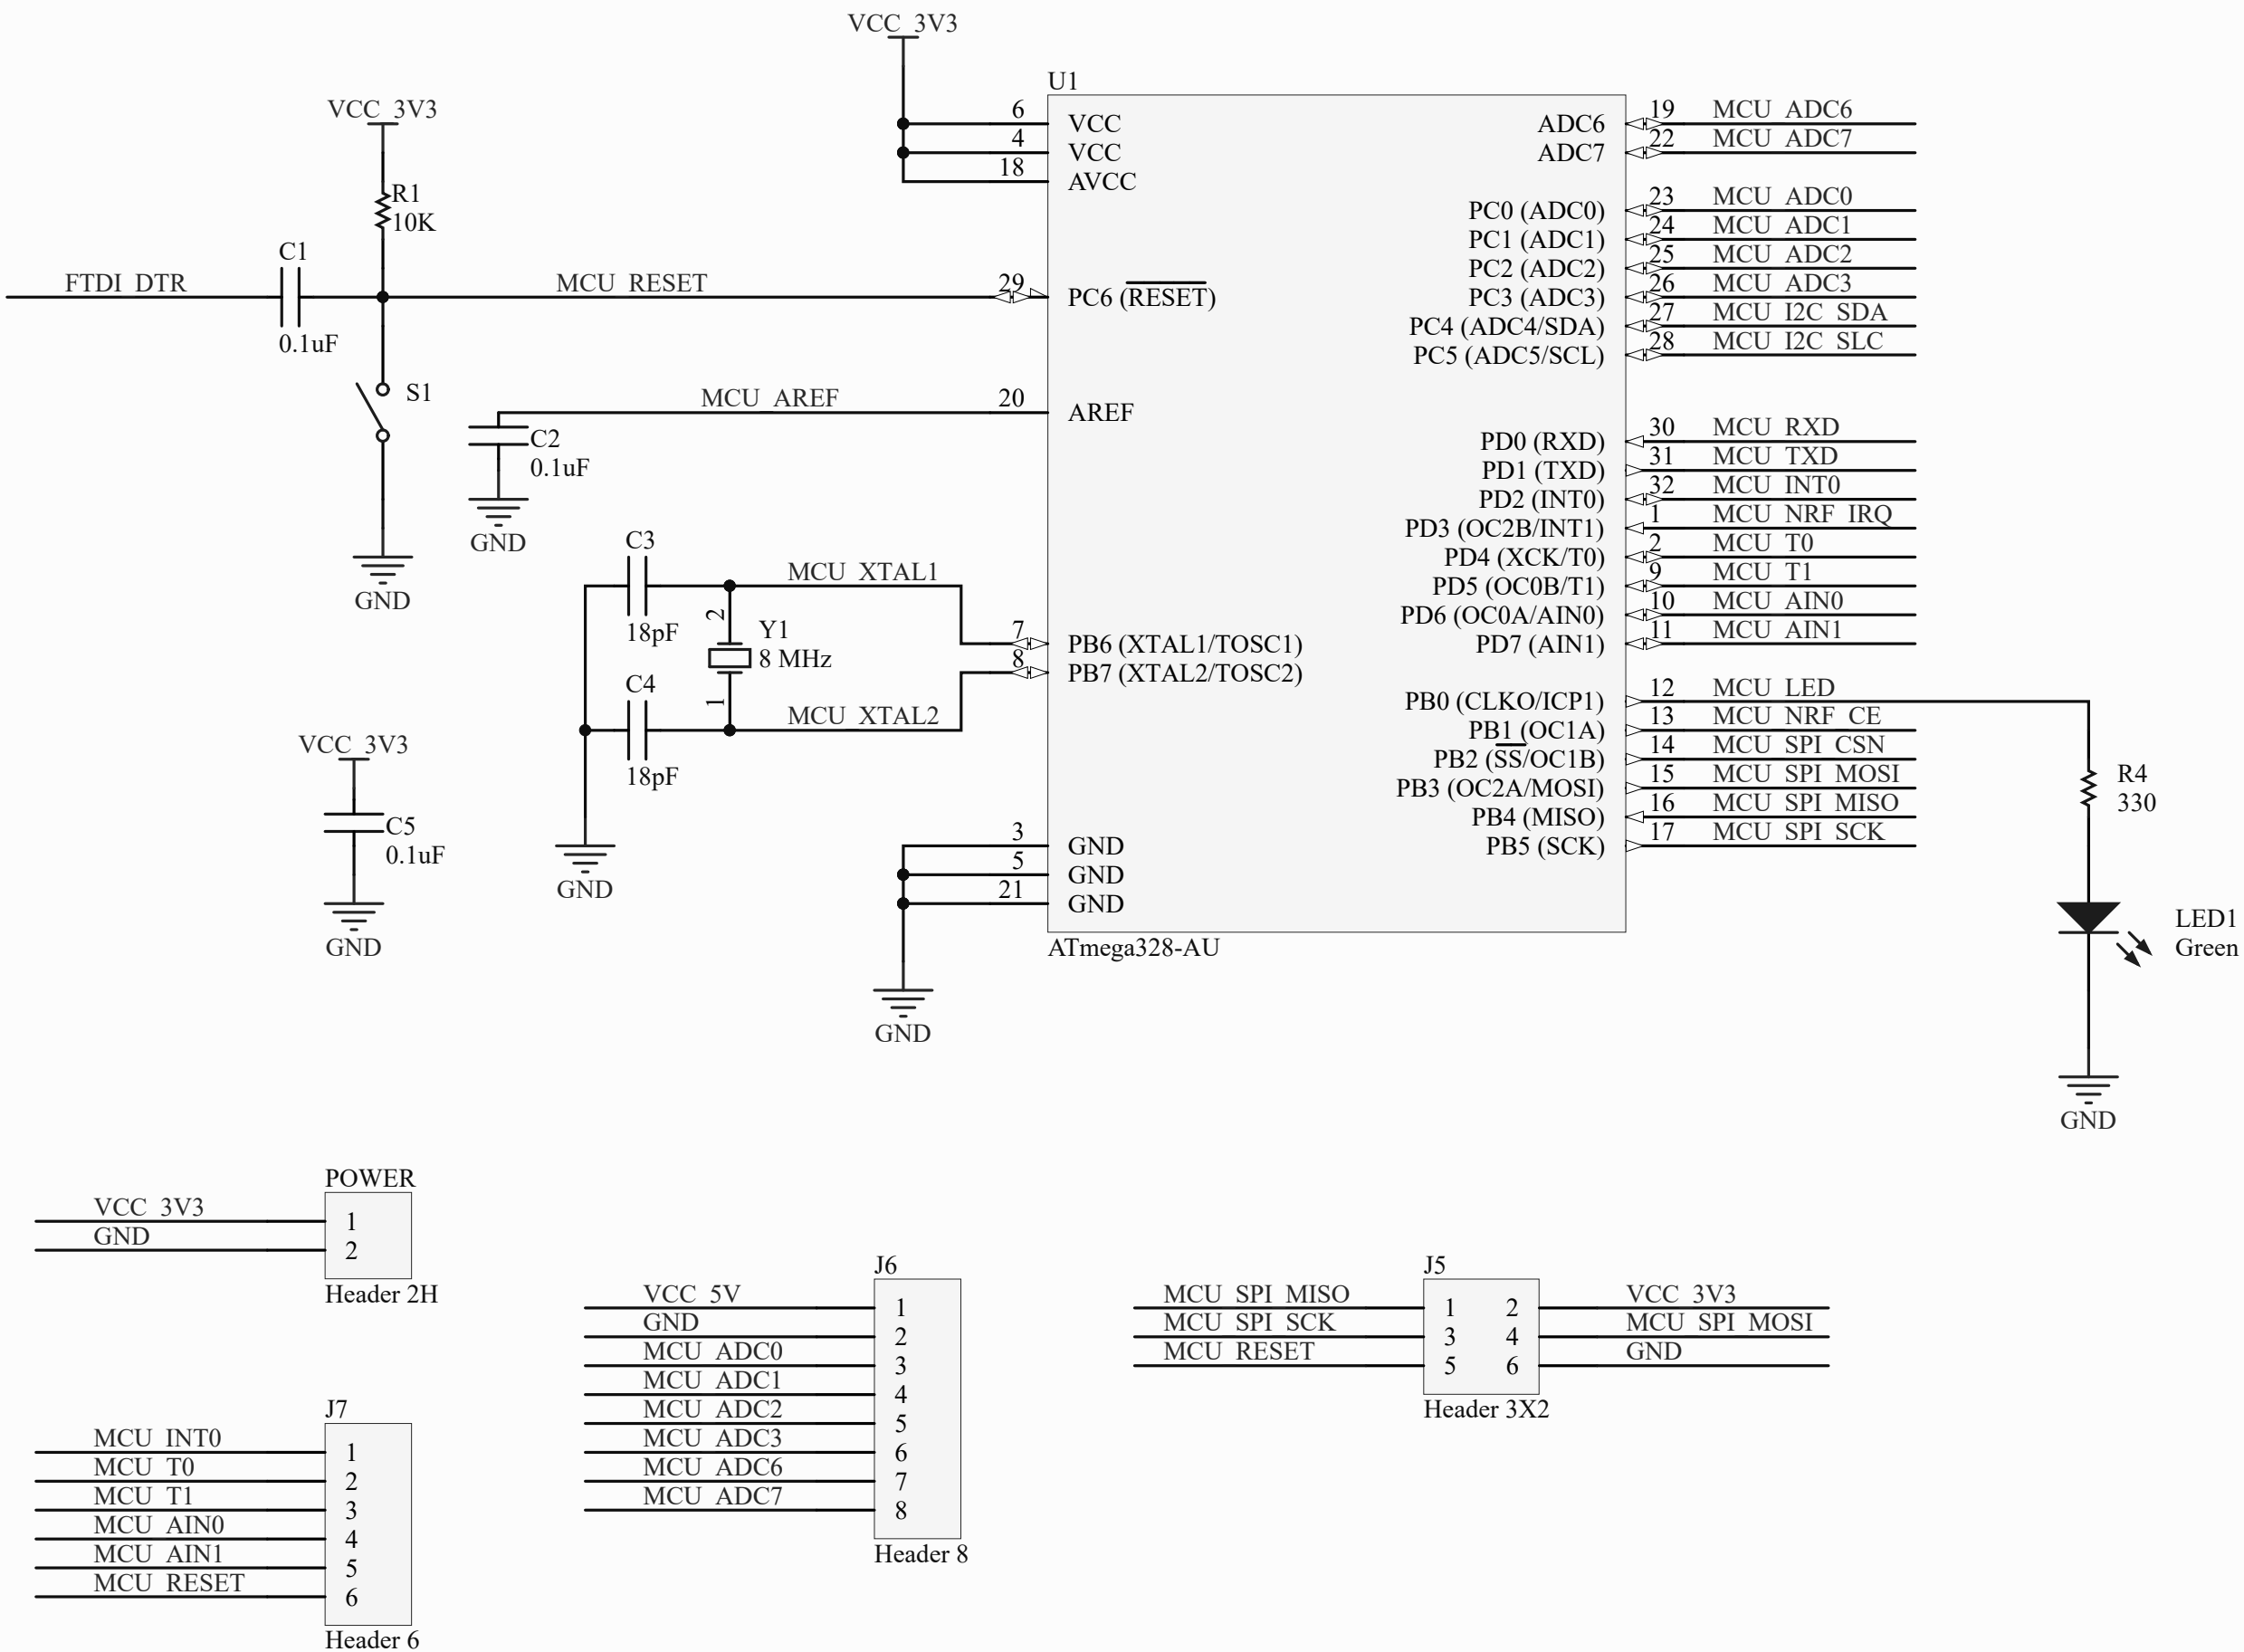 VCC_3V3
R1
10K
C1
0.1uF
FTDI_DTR
MCU_RESET
S1
GND
MCU_AREF
C2
0.1uF
GND
C3
18pF
MCU_XTAL1
2
Y1
8 MHz
1
C4
18pF
MCU_XTAL2
GND
VCC_3V3
C5
0.1uF
GND
VCC_3V3
U1
6 VCC
4 VCC
18 AVCC
29 PC6 (RESET)
20 AREF
7 PB6 (XTAL1/TOSC1)
8 PB7 (XTAL2/TOSC2)
3 GND
5 GND
21 GND
GND
ATmega328-AU
ADC6 19 MCU_ADC6
ADC7 22 MCU_ADC7
PC0 (ADC0) 23 MCU_ADC0
PC1 (ADC1) 24 MCU_ADC1
PC2 (ADC2) 25 MCU_ADC2
PC3 (ADC3) 26 MCU_ADC3
PC4 (ADC4/SDA) 27 MCU_I2C_SDA
PC5 (ADC5/SCL) 28 MCU_I2C_SLC
PD0 (RXD) 30 MCU_RXD
PD1 (TXD) 31 MCU_TXD
PD2 (INT0) 32 MCU_INT0
PD3 (OC2B/INT1) 1 MCU_NRF_IRQ
PD4 (XCK/T0) 2 MCU_T0
PD5 (OC0B/T1) 9 MCU_T1
PD6 (OC0A/AIN0) 10 MCU_AIN0
PD7 (AIN1) 11 MCU_AIN1
PB0 (CLKO/ICP1) 12 MCU_LED
PB1 (OC1A) 13 MCU_NRF_CE
PB2 (SS/OC1B) 14 MCU_SPI_CSN
PB3 (OC2A/MOSI) 15 MCU_SPI_MOSI
PB4 (MISO) 16 MCU_SPI_MISO
PB5 (SCK) 17 MCU_SPI_SCK
R4
330
LED1
Green
GND
POWER
VCC_3V3 1
GND 2
Header 2H
J7
MCU_INT0 1
MCU_T0 2
MCU_T1 3
MCU_AIN0 4
MCU_AIN1 5
MCU_RESET 6
Header 6
J6
VCC_5V 1
GND 2
MCU_ADC0 3
MCU_ADC1 4
MCU_ADC2 5
MCU_ADC3 6
MCU_ADC6 7
MCU_ADC7 8
Header 8
J5
MCU_SPI_MISO 1 2 VCC_3V3
MCU_SPI_SCK 3 4 MCU_SPI_MOSI
MCU_RESET 5 6 GND
Header 3X2